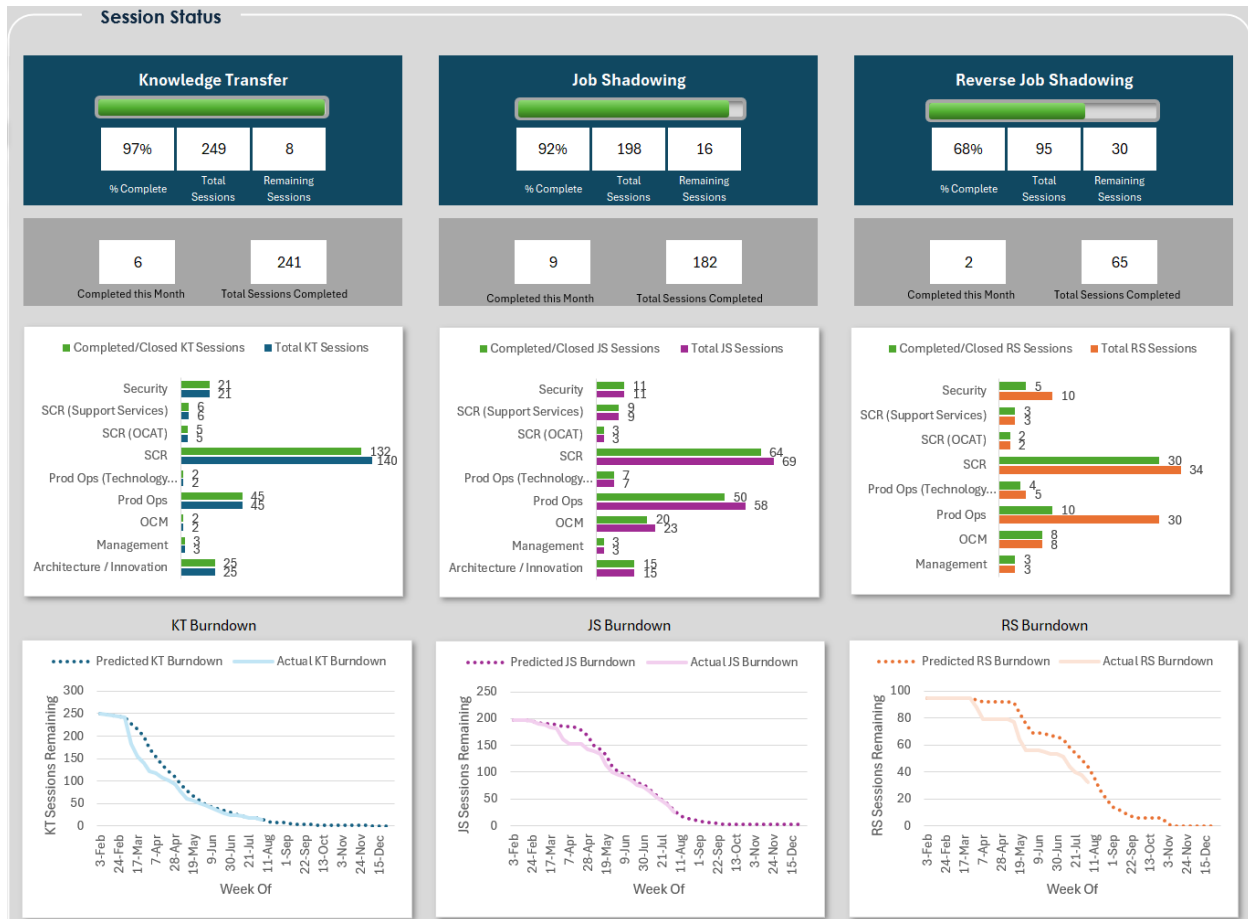 Session Status
Knowledge Transfer
97%
249
8
% Complete
Total
Sessions
Remaining
Sessions
6
241
Completed this Month
Total Sessions Completed
Completed/Closed KT Sessions
Total KT Sessions
Security
21
21
SCR (Support Services)
6
6
SCR (OCAT)
5
5
SCR
132
140
Prod Ops (Technology...
2
2
Prod Ops
45
45
OCM
2
2
Management
3
3
Architecture / Innovation
25
25
KT Burndown
Predicted KT Burndown
Actual KT Burndown
KT Sessions Remaining
300
250
200
150
100
50
0
3-Feb
24-Feb
17-Mar
7-Apr
28-Apr
19-May
9-Jun
30-Jun
21-Jul
11-Aug
1-Sep
22-Sep
13-Oct
3-Nov
24-Nov
15-Dec
Week Of
Job Shadowing
92%
198
16
% Complete
Total
Sessions
Remaining
Sessions
9
182
Completed this Month
Total Sessions Completed
Completed/Closed JS Sessions
Total JS Sessions
Security
11
11
SCR (Support Services)
9
9
SCR (OCAT)
3
3
SCR
64
69
Prod Ops (Technology...
7
7
Prod Ops
50
58
OCM
20
23
Management
3
3
Architecture / Innovation
15
15
JS Burndown
Predicted JS Burndown
Actual JS Burndown
JS Sessions Remaining
250
200
150
100
50
0
3-Feb
24-Feb
17-Mar
7-Apr
28-Apr
19-May
9-Jun
30-Jun
21-Jul
11-Aug
1-Sep
22-Sep
13-Oct
3-Nov
24-Nov
15-Dec
Week Of
Reverse Job Shadowing
68%
95
30
% Complete
Total
Sessions
Remaining
Sessions
2
65
Completed this Month
Total Sessions Completed
Completed/Closed RS Sessions
Total RS Sessions
Security
5
10
SCR (Support Services)
3
3
SCR (OCAT)
2
2
SCR
30
34
Prod Ops (Technology...
4
5
Prod Ops
10
30
OCM
8
8
Management
3
3
RS Burndown
Predicted RS Burndown
Actual RS Burndown
RS Sessions Remaining
100
80
60
40
20
0
3-Feb
24-Feb
17-Mar
7-Apr
28-Apr
19-May
9-Jun
30-Jun
21-Jul
11-Aug
1-Sep
22-Sep
13-Oct
3-Nov
24-Nov
15-Dec
Week Of